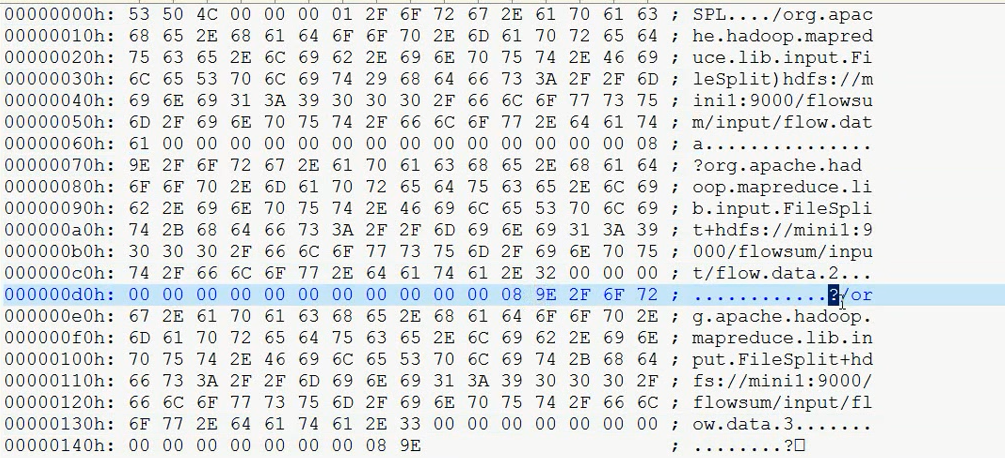 00000000h: 53 50 4C 00 00 00 01 2F 6F 72 67 2E 61 70 61 63 ; SPL..../org.apac
00000010h: 68 65 2E 68 61 64 6F 6F 70 2E 6D 61 70 72 65 64 ; he.hadoop.mapred
00000020h: 75 63 65 2E 6C 69 62 2E 69 6E 70 75 74 2E 46 69 ; uce.lib.input.Fi
00000030h: 6C 65 53 70 6C 69 74 29 68 64 66 73 3A 2F 2F 6D ; leSplit)hdfs://m
00000040h: 69 6E 69 31 3A 39 30 30 30 2F 66 6C 6F 77 73 75 ; ini1:9000/flowsu
00000050h: 6D 2F 69 6E 70 75 74 2F 66 6C 6F 77 2E 64 61 74 ; m/input/flow.dat
00000060h: 61 00 00 00 00 00 00 00 00 00 00 00 00 00 00 08 ; a...............
00000070h: 9E 2F 6F 72 67 2E 61 70 61 63 68 65 2E 68 61 64 ; ?org.apache.had
00000080h: 6F 6F 70 2E 6D 61 70 72 65 64 75 63 65 2E 6C 69 ; oop.mapreduce.li
00000090h: 62 2E 69 6E 70 75 74 2E 46 69 6C 65 53 70 6C 69 ; b.input.FileSpli
000000a0h: 74 2B 68 64 66 73 3A 2F 2F 6D 69 6E 69 31 3A 39 ; t+hdfs://mini1:9
000000b0h: 30 30 30 2F 66 6C 6F 77 73 75 6D 2F 69 6E 70 75 ; 000/flowsum/inpu
000000c0h: 74 2F 66 6C 6F 77 2E 64 61 74 61 2E 32 00 00 00 ; t/flow.data.2...
000000d0h: 00 00 00 00 00 00 00 00 00 00 00 08 9E 2F 6F 72 ; ............?/or
000000e0h: 67 2E 61 70 61 63 68 65 2E 68 61 64 6F 6F 70 2E ; g.apache.hadoop.
000000f0h: 6D 61 70 72 65 64 75 63 65 2E 6C 69 62 2E 69 6E ; mapreduce.lib.in
00000100h: 70 75 74 2E 46 69 6C 65 53 70 6C 69 74 2B 68 64 ; put.FileSplit+hd
00000110h: 66 73 3A 2F 2F 6D 69 6E 69 31 3A 39 30 30 30 2F ; fs://mini1:9000/
00000120h: 66 6C 6F 77 73 75 6D 2F 69 6E 70 75 74 2F 66 6C ; flowsum/input/fl
00000130h: 6F 77 2E 64 61 74 61 2E 33 00 00 00 00 00 00 00 ; ow.data.3.......
00000140h: 00 00 00 00 00 00 00 08 9E ; ........?□